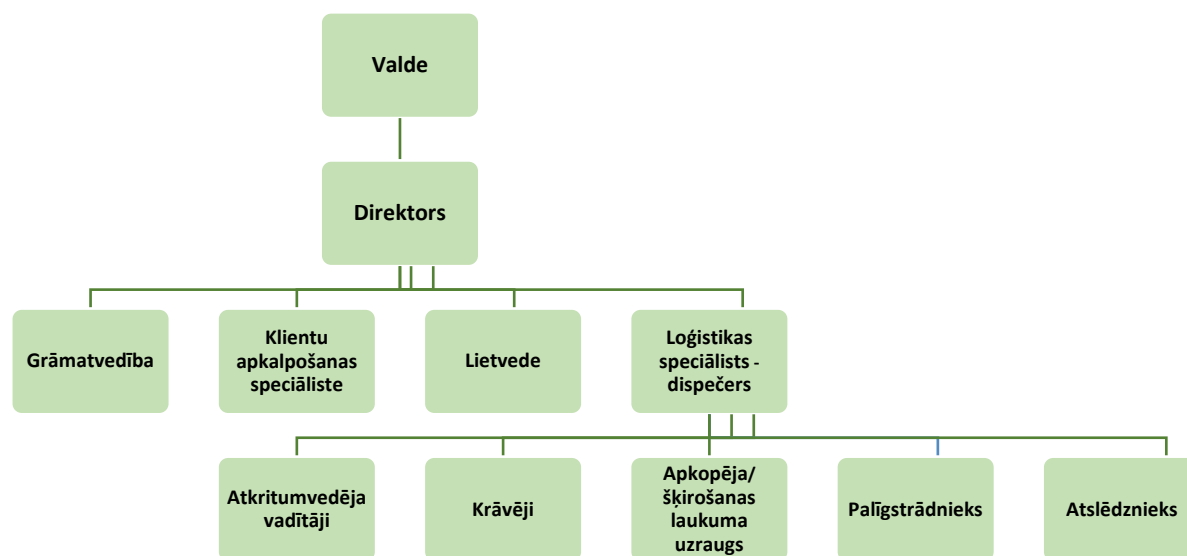 Valde
Direktors
Grāmatvedība
Klientu
apkalpošanas
speciāliste
Lietvede
Loģistikas
speciālists -
dispečers
Atkritumvedēja
vadītāji
Krāvēji
Apkopēja/
šķirošanas
laukuma
uzraugs
Palīgstrādnieks
Atslēdznieks